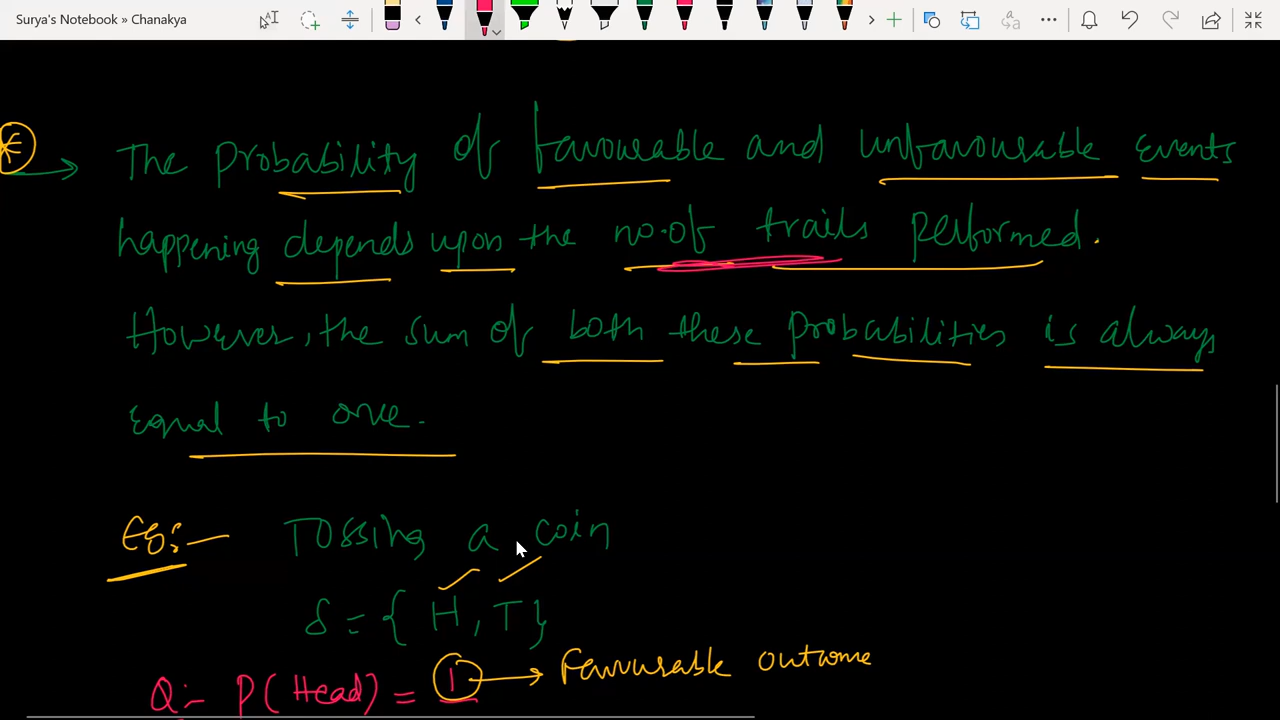 Surya's Notebook » Chanakya
The probability of favourable and unfavourable events
happening depends upon the no.of trails performed.
However, the sum of both these probabilities is always
equal to one.
Eg:- Tossing a coin
S = { H, T}
Q:- P(Head) = 1 → Favourable outcome